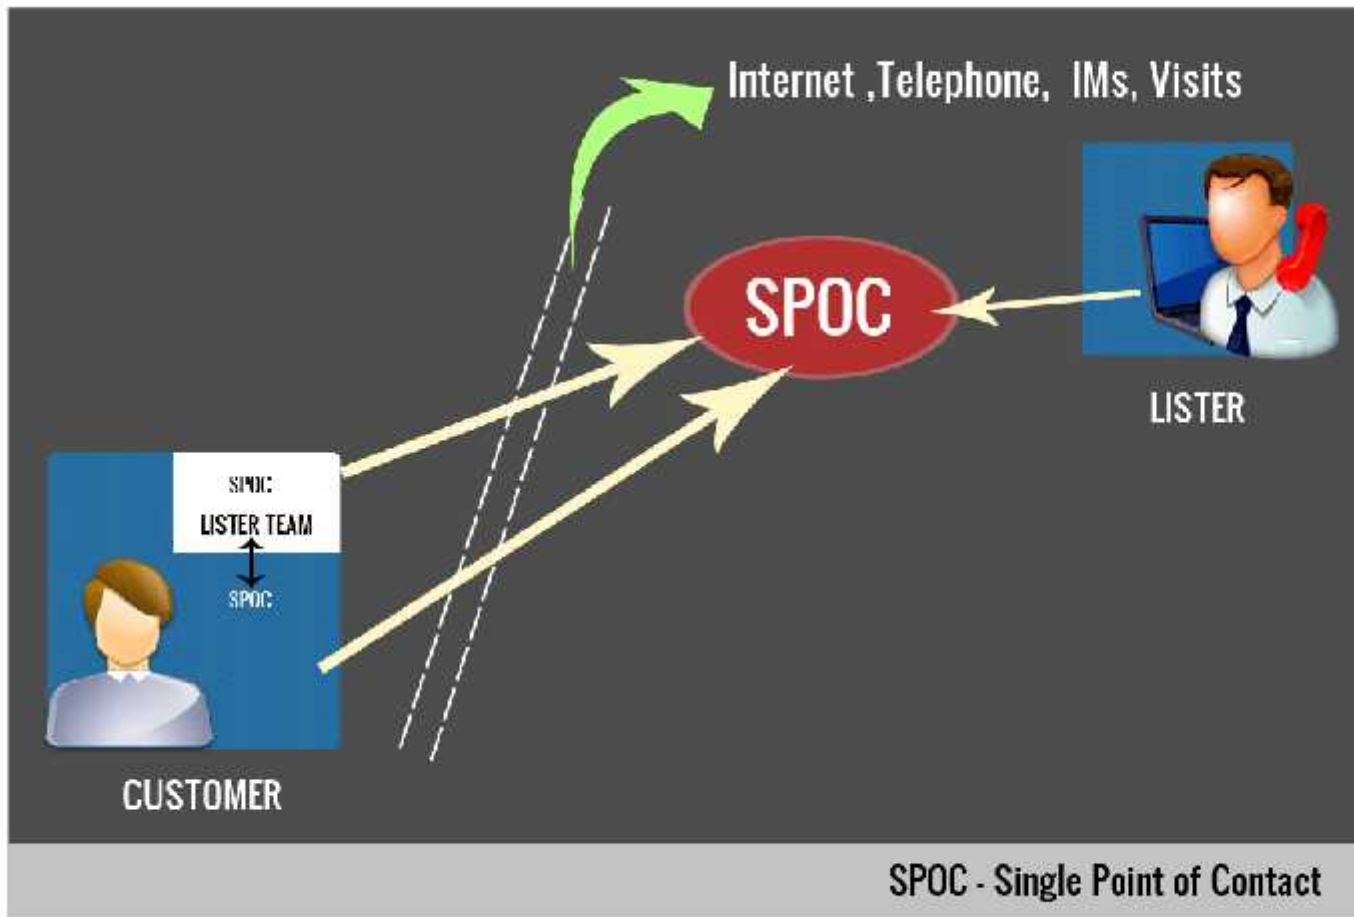 Internet ,Telephone, IMs, Visits
SPOC
LISTER
SPOC
LISTER TEAM
SPOC
CUSTOMER
SPOC - Single Point of Contact